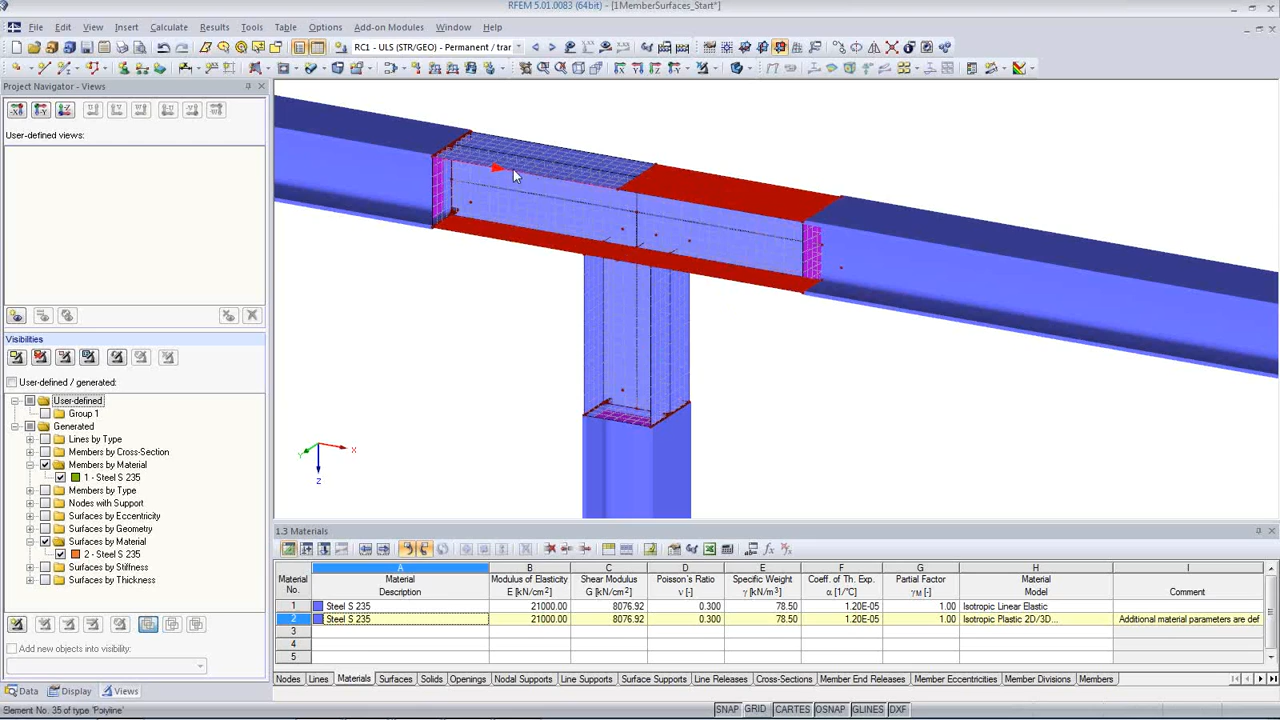 RFEM 5.01.0083 (64bit) - [1MemberSurfaces_Start*]
File Edit View Insert Calculate Results Tools Table Options Add-on Modules Window Help
RC1 - ULS (STR/GEO) - Permanent / trar
Project Navigator - Views
User-defined views:
Visibilities
User-defined / generated:
User-defined
Group 1
Generated
Lines by Type
Members by Cross-Section
Members by Material
1 - Steel S 235
Members by Type
Nodes with Support
Surfaces by Eccentricity
Surfaces by Geometry
Surfaces by Material
2 - Steel S 235
Surfaces by Stiffness
Surfaces by Thickness
Add new objects into visibility:
Data Display Views
X
Y
Z
1.3 Materials
A B C D E F G H I
Material No. Material Description Modulus of Elasticity E [kN/cm²] Shear Modulus G [kN/cm²] Poisson's Ratio ν [-] Specific Weight γ [kN/m³] Coeff. of Th. Exp. α [1/°C] Partial Factor γM [-] Material Model Comment
1 Steel S 235 21000.00 8076.92 0.300 78.50 1.20E-05 1.00 Isotropic Linear Elastic
2 Steel S 235 21000.00 8076.92 0.300 78.50 1.20E-05 1.00 Isotropic Plastic 2D/3D... Additional material parameters are def
3
4
5
Nodes Lines Materials Surfaces Solids Openings Nodal Supports Line Supports Surface Supports Line Releases Cross-Sections Member End Releases Member Eccentricities Member Divisions Members
Element No. 35 of type 'Polyline'
SNAP GRID CARTES OSNAP GLINES DXF